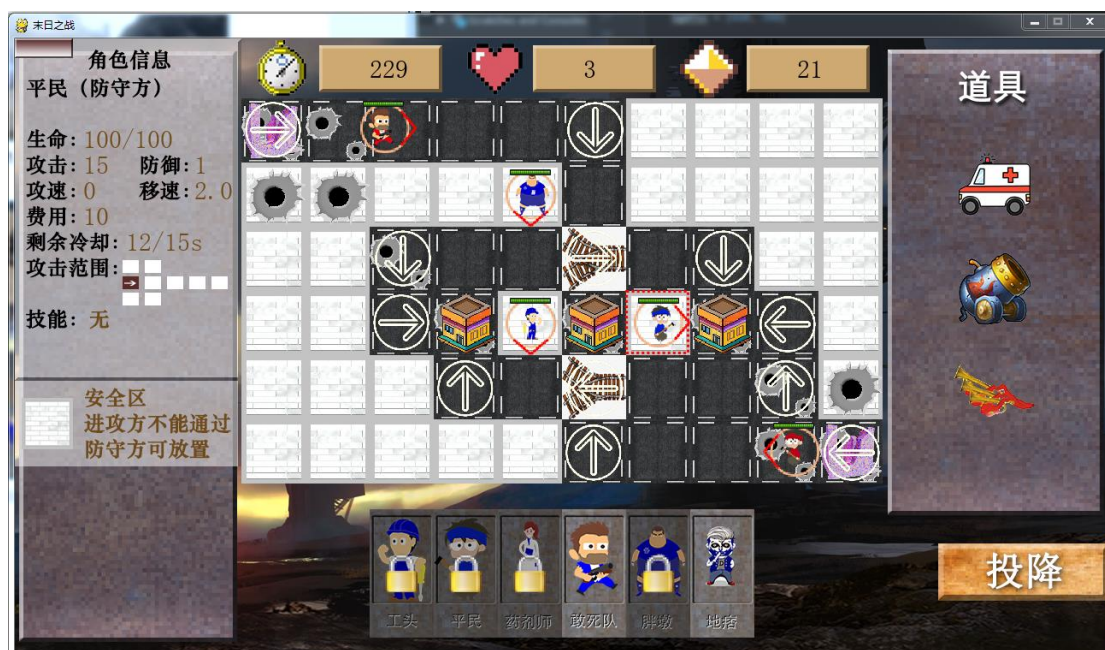 末日之战
角色信息
平民（防守方）
生命：100/100
攻击：15 防御：1
攻速：0 移速：2.0
费用：10
剩余冷却：12/15s
攻击范围：
技能：无
安全区
进攻方不能通过
防守方可放置
229
3
21
道具
工头
平民
药剂师
敢死队
胖墩
地痞
投降